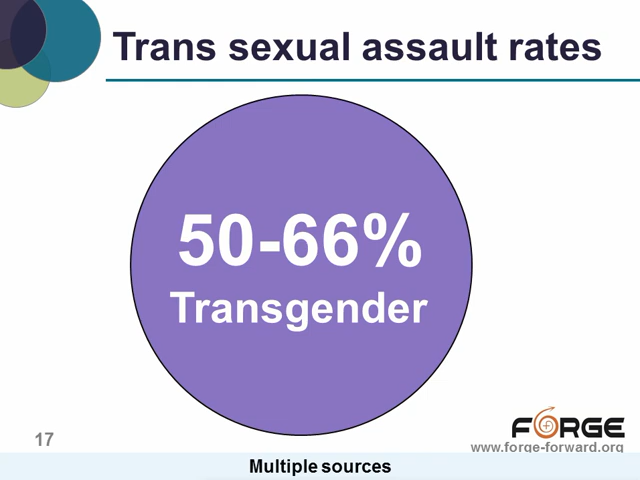 Trans sexual assault rates
50-66%
Transgender
17
FORGE
www.forge-forward.org
Multiple sources